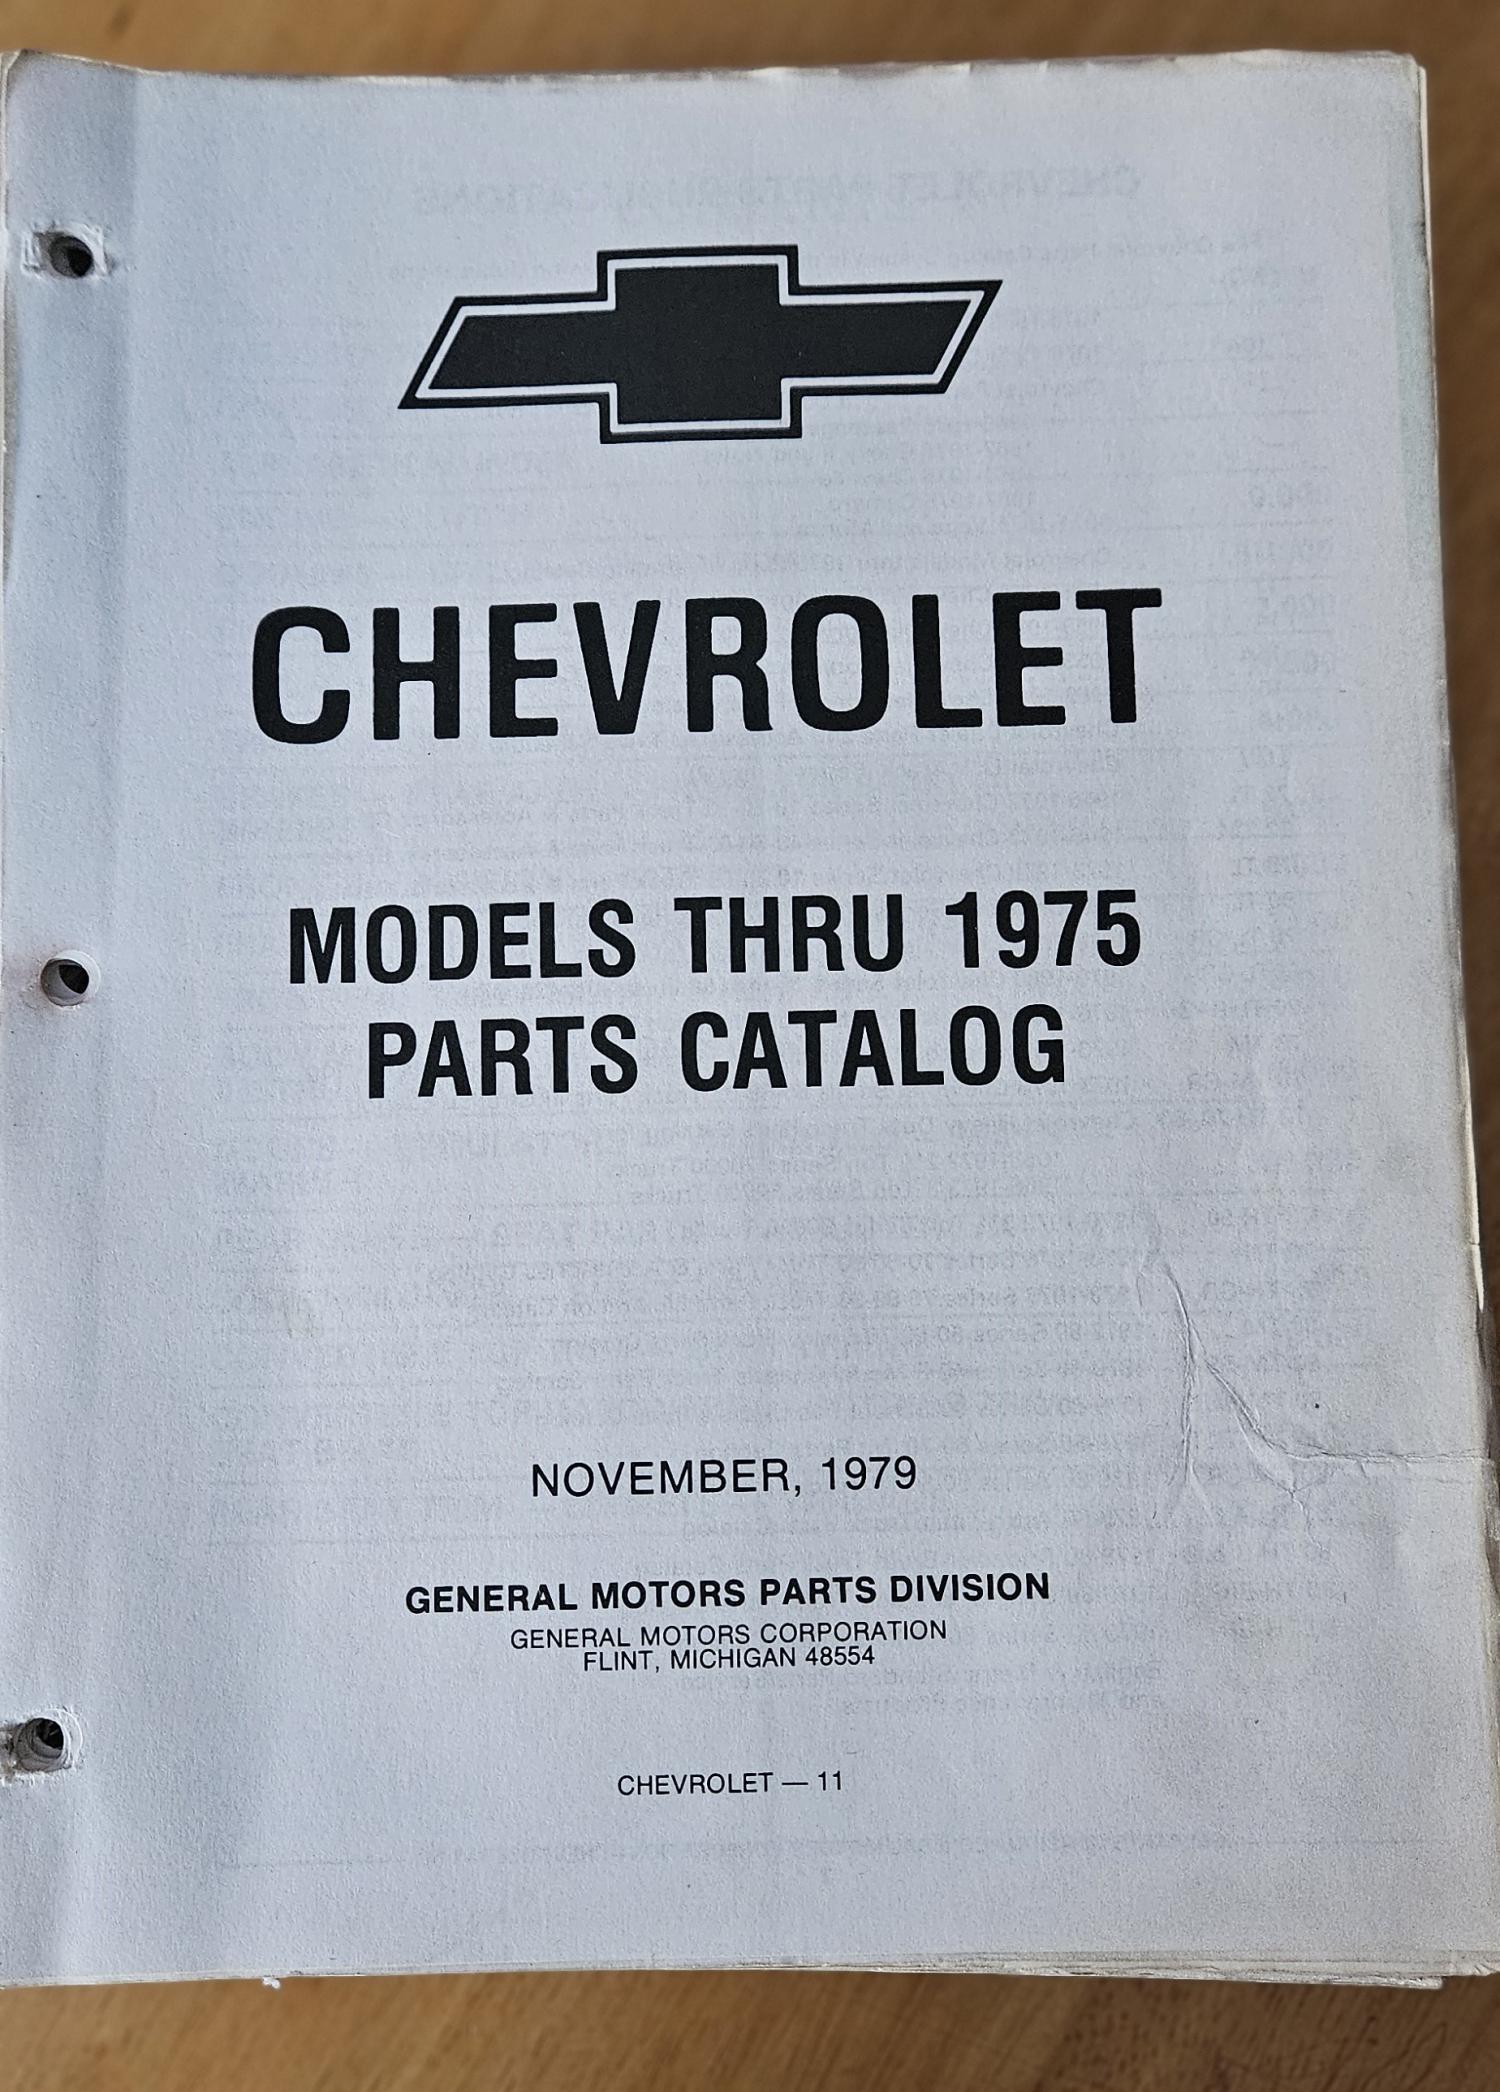 CHEVROLET
MODELS THRU 1975
PARTS CATALOG
NOVEMBER, 1979
GENERAL MOTORS PARTS DIVISION
GENERAL MOTORS CORPORATION
FLINT, MICHIGAN 48554
CHEVROLET — 11